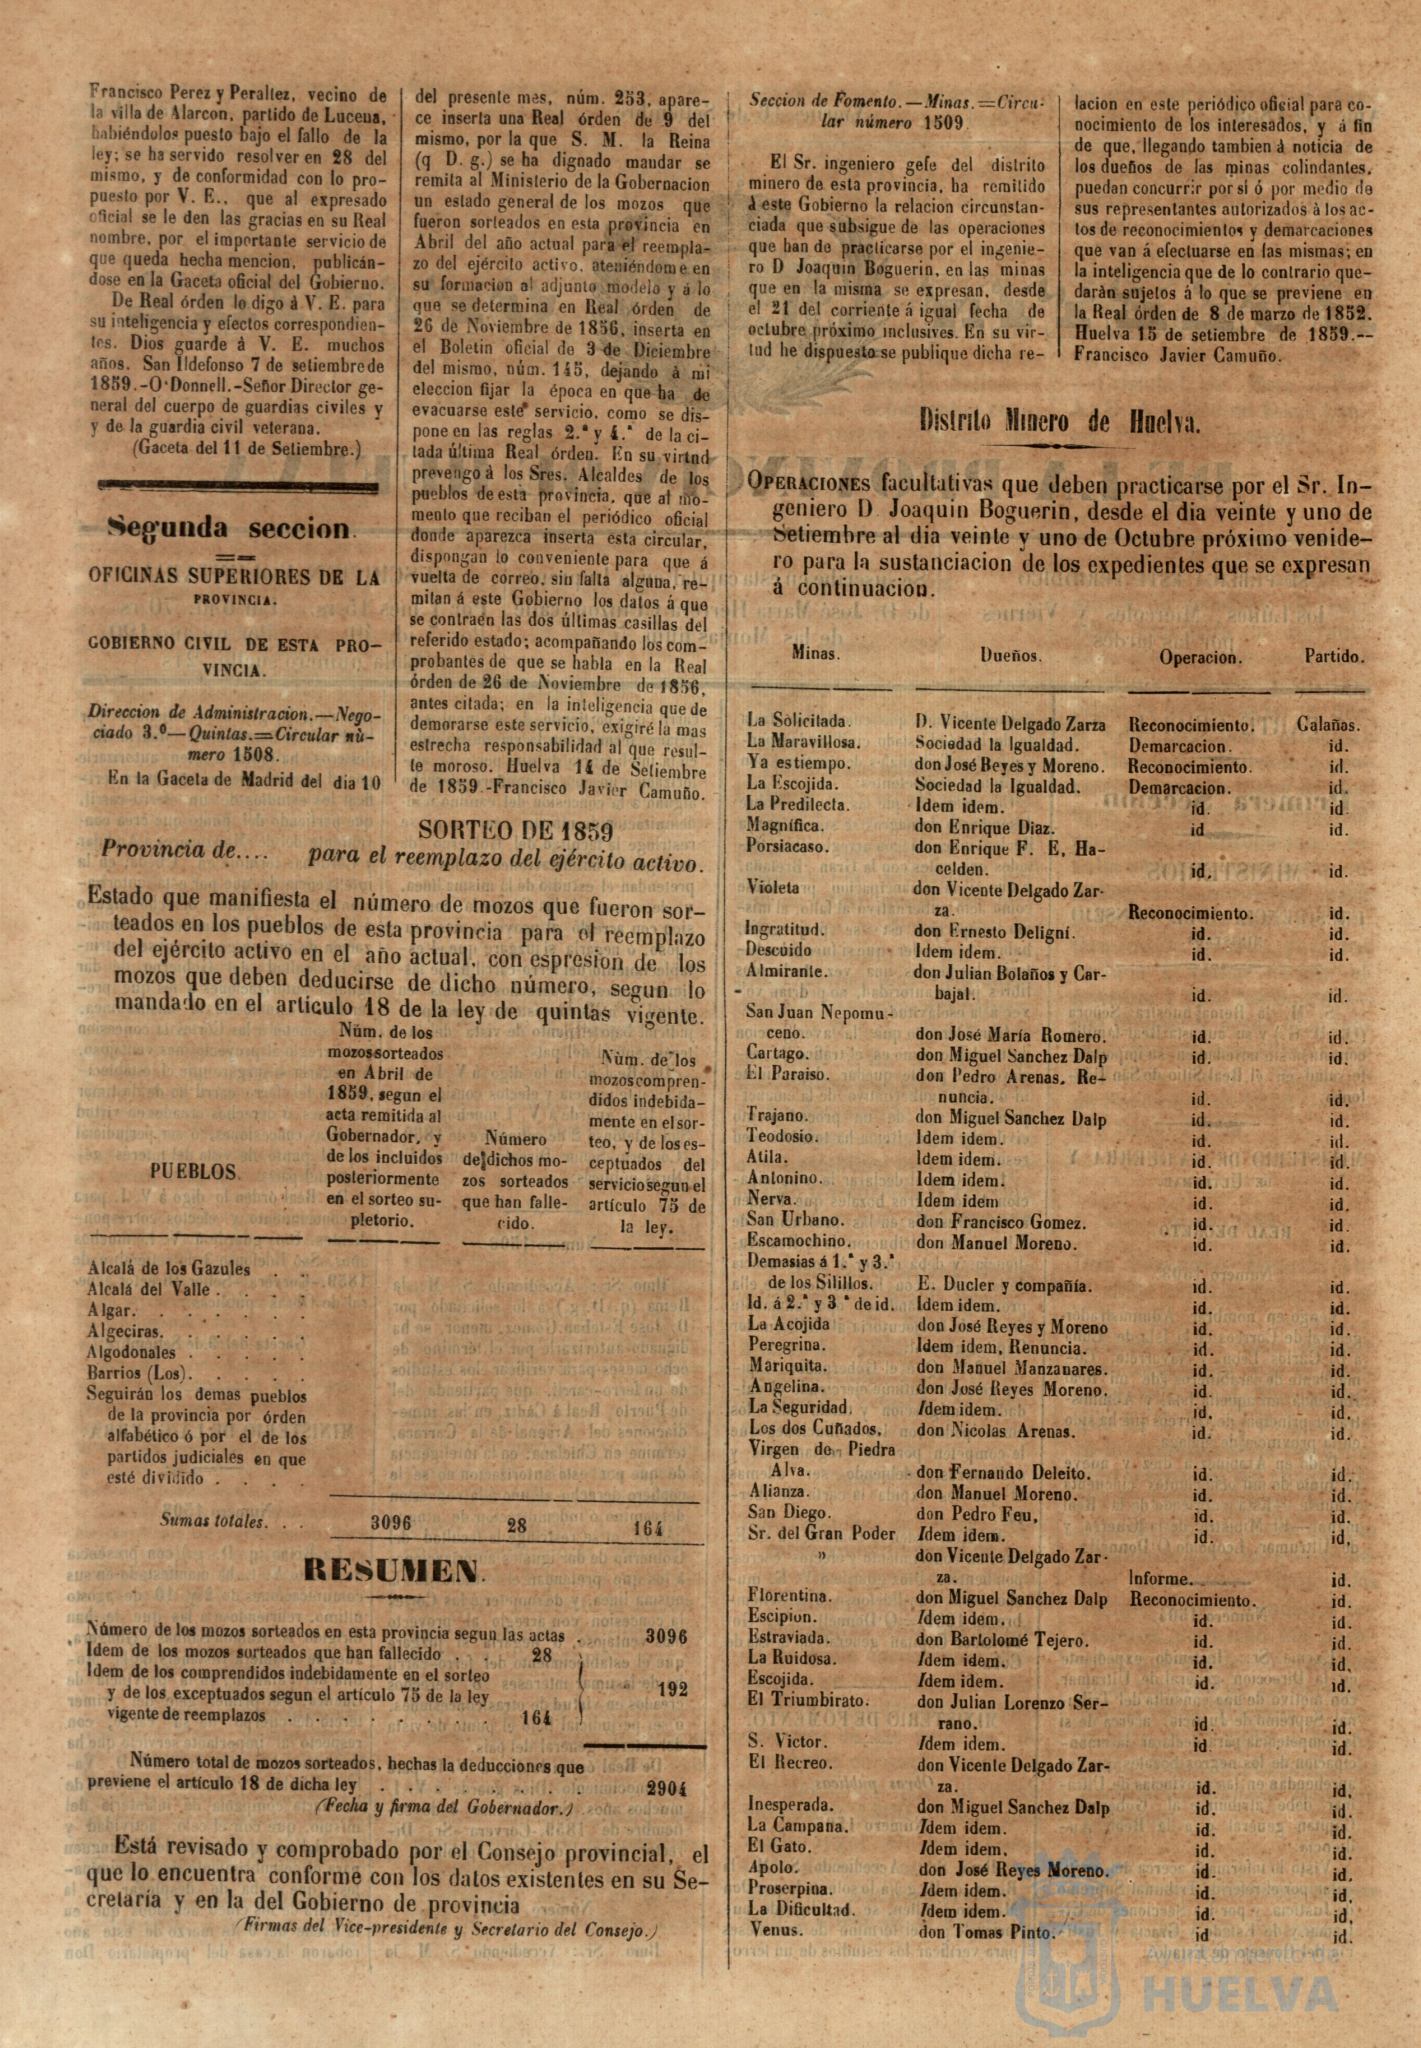 Francisco Perez y Peraltez, vecino de
la villa de Alarcon, partido de Lucena,
habiéndolos puesto bajo el fallo de la
ley; se ha servido resolver en 28 del
mismo, y de conformidad con lo pro-
puesto por V. E., que al expresado
oficial se le den las gracias en su Real
nombre, por el importante servicio de
que queda hecha mencion, publicán-
dose en la Gaceta oficial del Gobierno.
De Real órden lo digo á V. E. para
su inteligencia y efectos correspondien-
tes. Dios guarde á V. E. muchos
años. San Ildefonso 7 de setiembre de
1859.-O'Donnell.-Señor Director ge-
neral del cuerpo de guardias civiles y
y de la guardia civil veterana.
(Gaceta del 11 de Setiembre.)
Segunda seccion.
OFICINAS SUPERIORES DE LA
PROVINCIA.
GOBIERNO CIVIL DE ESTA PRO-
VINCIA.
Direccion de Administracion.—Nego-
ciado 3.º—Quintas.=Circular nú-
mero 1508.
En la Gaceta de Madrid del dia 10
del presente mes, núm. 253, apare-
ce inserta una Real órden de 9 del
mismo, por la que S. M. la Reina
(q D. g.) se ha dignado mandar se
remita al Ministerio de la Gobernacion
un estado general de los mozos que
fueron sorteados en esta provincia en
Abril del año actual para el reempla-
zo del ejército activo, ateniéndome en
su formacion al adjunto modelo y á lo
que se determina en Real órden de
26 de Noviembre de 1856, inserta en
el Boletin oficial de 3 de Diciembre
del mismo, núm. 145, dejando á mi
eleccion fijar la época en que ha de
evacuarse este servicio, como se dis-
pone en las reglas 2.ª y 4.ª de la ci-
tada última Real órden. En su virtud
prevengo á los Sres. Alcaldes de los
pueblos de esta provincia, que al mo-
mento que reciban el periódico oficial
donde aparezca inserta esta circular,
dispongan lo conveniente para que á
vuelta de correo, sin falta alguna, re-
mitan á este Gobierno los datos á que
se contraen las dos últimas casillas del
referido estado; acompañando los com-
probantes de que se habla en la Real
órden de 26 de Noviembre de 1856,
antes citada; en la inteligencia que de
demorarse este servicio, exigiré la mas
estrecha responsabilidad al que resul-
te moroso. Huelva 14 de Setiembre
de 1859.-Francisco Javier Camuño.
SORTEO DE 1859
Provincia de.... para el reemplazo del ejército activo.
Estado que manifiesta el número de mozos que fueron sor-
teados en los pueblos de esta provincia para el reemplazo
del ejército activo en el año actual, con espresion de los
mozos que deben deducirse de dicho número, segun lo
mandado en el artículo 18 de la ley de quintas vigente.
PUEBLOS.
Núm. de los
mozos sorteados
en Abril de
1859, segun el
acta remitida al
Gobernador, y
de los incluidos
posteriormente
en el sorteo su-
pletorio.
Número
de dichos mo-
zos sorteados
que han falle-
cido.
Núm. de los
mozos compren-
didos indebida-
mente en el sor-
teo, y de los es-
ceptuados del
servicio segun el
artículo 75 de
la ley.
Alcalá de los Gazules . .
Alcalá del Valle . . . .
Algar. . . . . . .
Algeciras. . . . . .
Algodonales . . . . .
Barrios (Los). . . . .
Seguirán los demas pueblos
de la provincia por órden
alfabético ó por el de los
partidos judiciales en que
esté dividido . . . .
Sumas totales. . . 3096 28 164
RESUMEN.
Número de los mozos sorteados en esta provincia segun las actas . 3096
Idem de los mozos sorteados que han fallecido . . . 28
Idem de los comprendidos indebidamente en el sorteo
y de los exceptuados segun el artículo 75 de la ley 192
vigente de reemplazos . . . . . . . . 164
Número total de mozos sorteados, hechas la deducciones que
previene el artículo 18 de dicha ley . . . . . . . 2904
(Fecha y firma del Gobernador.)
Está revisado y comprobado por el Consejo provincial, el
que lo encuentra conforme con los datos existentes en su Se-
cretaría y en la del Gobierno de provincia
(Firmas del Vice-presidente y Secretario del Consejo.)
Seccion de Fomento.—Minas.=Circu-
lar número 1509.
El Sr. ingeniero gefe del distrito
minero de esta provincia, ha remitido
á este Gobierno la relacion circunstan-
ciada que subsigue de las operaciones
que han de practicarse por el ingenie-
ro D Joaquin Boguerin, en las minas
que en la misma se expresan, desde
el 21 del corriente á igual fecha de
octubre próximo inclusives. En su vir-
tud he dispuesto se publique dicha re-
lacion en este periódico oficial para co-
nocimiento de los interesados, y á fin
de que, llegando tambien á noticia de
los dueños de las minas colindantes,
puedan concurrir por sí ó por medio de
sus representantes autorizados á los ac-
tos de reconocimientos y demarcaciones
que van á efectuarse en las mismas; en
la inteligencia que de lo contrario que-
darán sujetos á lo que se previene en
la Real órden de 8 de marzo de 1852.
Huelva 15 de setiembre de 1859.--
Francisco Javier Camuño.
Distrito Minero de Huelva.
OPERACIONES facultativas que deben practicarse por el Sr. In-
geniero D. Joaquin Boguerin, desde el dia veinte y uno de
Setiembre al dia veinte y uno de Octubre próximo venide-
ro para la sustanciacion de los expedientes que se expresan
á continuacion.
Minas. Dueños. Operacion. Partido.
La Solicitada. D. Vicente Delgado Zarza Reconocimiento. Calañas.
La Maravillosa. Sociedad la Igualdad. Demarcacion. id.
Ya es tiempo. don José Beyes y Moreno. Reconocimiento. id.
La Escojida. Sociedad la Igualdad. Demarcacion. id.
La Predilecta. Idem idem. id. id
Magnífica. don Enrique Diaz. id id.
Porsiacaso. don Enrique F. E. Ha-
celden. id. id.
Violeta don Vicente Delgado Zar-
za. Reconocimiento. id.
Ingratitud. don Ernesto Deligní. id. id.
Descuido Idem idem. id. id.
Almirante. don Julian Bolaños y Car-
bajal. id. id.
San Juan Nepomu-
ceno. don José María Romero. id. id.
Cartago. don Miguel Sanchez Dalp id. id.
El Paraiso. don Pedro Arenas. Re-
nuncia. id. id.
Trajano. don Miguel Sanchez Dalp id. id.
Teodosio. Idem idem. id. id.
Atila. Idem idem. id. id.
Antonino. Idem idem. id. id.
Nerva. Idem idem id. id.
San Urbano. don Francisco Gomez. id. id.
Escamochino. don Manuel Moreno. id. id.
Demasias á 1.ª y 3.ª
de los Silillos. E. Ducler y compañía. id. id.
Id. á 2.ª y 3 ª de id. Idem idem. id. id.
La Acojida don José Reyes y Moreno id. id.
Peregrina. Idem idem, Renuncia. id. id.
Mariquita. don Manuel Manzanares. id. id.
Angelina. don José Reyes Moreno. id. id.
La Seguridad. Idem idem. id. id.
Los dos Cuñados. don Nicolas Arenas. id. id.
Virgen de Piedra
Alva. don Fernando Deleito. id. id.
Alianza. don Manuel Moreno. id. id.
San Diego. don Pedro Feu. id. id.
Sr. del Gran Poder Idem idem. id. id.
» don Vicente Delgado Zar-
za. Informe. id.
Florentina. don Miguel Sanchez Dalp Reconocimiento. id.
Escipion. Idem idem. id. id.
Estraviada. don Bartolomé Tejero. id. id.
La Ruidosa. Idem idem. id. id.
Escojida. Idem idem. id. id.
El Triumbirato. don Julian Lorenzo Ser-
rano. id. id.
S. Victor. Idem idem. id id.
El Recreo. don Vicente Delgado Zar-
za. id. id.
Inesperada. don Miguel Sanchez Dalp id. id.
La Campana. Idem idem. id. id.
El Gato. Idem idem. id. id.
Apolo. don José Reyes Moreno. id. id.
Proserpina. Idem idem. id. id.
La Dificultad. Idem idem. id. id.
Venus. don Tomas Pinto. id id.
HUELVA